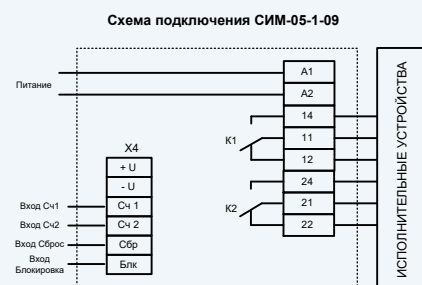 Схема подключения СИМ-05-1-09
Питание
A1
A2
14
К1
11
12
24
К2
21
22
X4
+ U
- U
Вход Сч1
Сч 1
Вход Сч2
Сч 2
Вход Сброс
Сбр
Вход
Блокировка
Блк
ИСПОЛНИТЕЛЬНЫЕ УСТРОЙСТВА